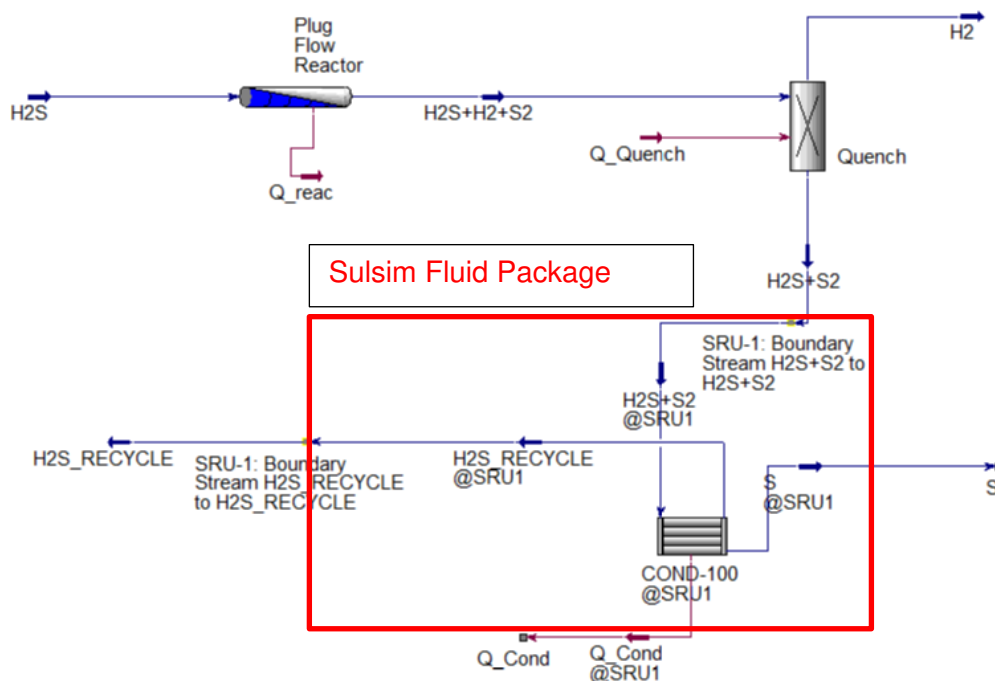 Plug
Flow
Reactor
H2
H2S
H2S+H2+S2
Q_Quench
Quench
Q_reac
Sulsim Fluid Package
H2S+S2
SRU-1: Boundary
Stream H2S+S2 to
H2S+S2
H2S+S2
@SRU1
H2S_RECYCLE
SRU-1: Boundary
Stream H2S_RECYCLE
to H2S_RECYCLE
H2S_RECYCLE
@SRU1
S
@SRU1
S
COND-100
@SRU1
Q_Cond
Q_Cond
@SRU1